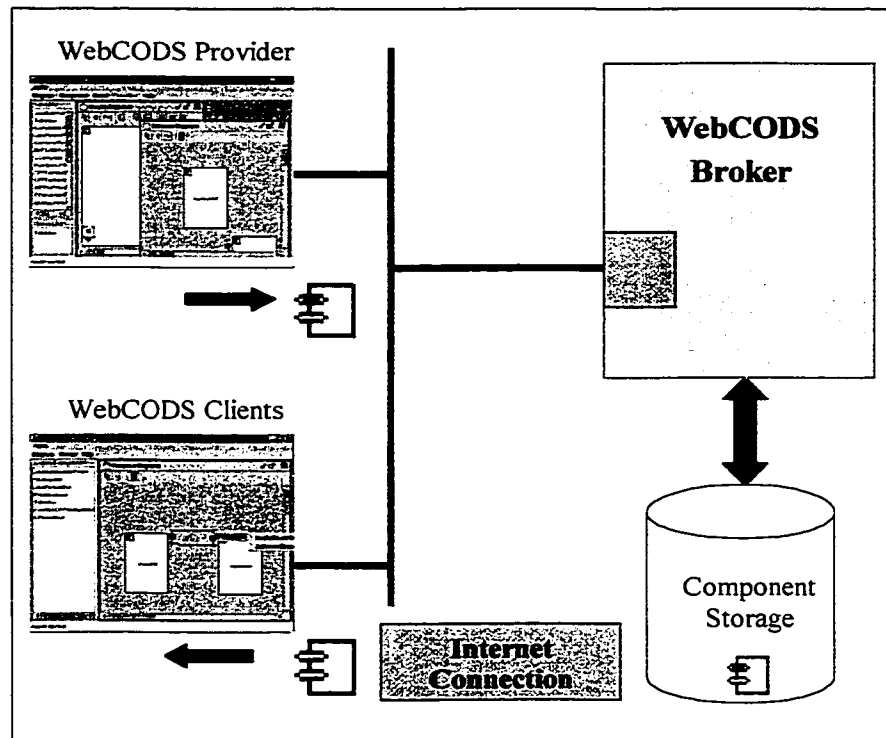 WebCODS Provider
WebCODS
Broker
WebCODS Clients
Component
Storage
Internet
Connection